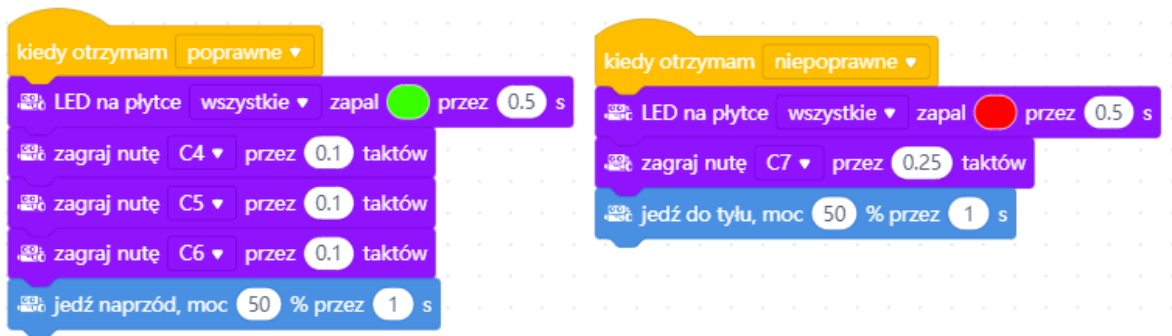 kiedy otrzymam poprawne
LED na płytce wszystkie zapal przez 0.5 s
zagraj nutę C4 przez 0.1 taktów
zagraj nutę C5 przez 0.1 taktów
zagraj nutę C6 przez 0.1 taktów
jedź naprzód, moc 50 % przez 1 s
kiedy otrzymam niepoprawne
LED na płytce wszystkie zapal przez 0.5 s
zagraj nutę C7 przez 0.25 taktów
jedź do tyłu, moc 50 % przez 1 s